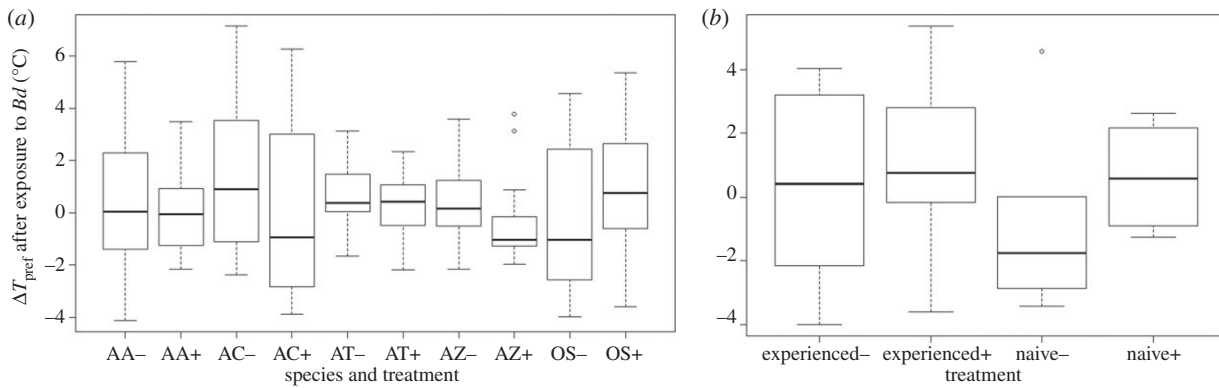 (a)
6
4
2
0
–2
–4
ΔTpref after exposure to Bd (°C)
AA– AA+ AC– AC+ AT– AT+ AZ– AZ+ OS– OS+
species and treatment
(b)
4
2
0
–2
–4
experienced– experienced+ naive– naive+
treatment